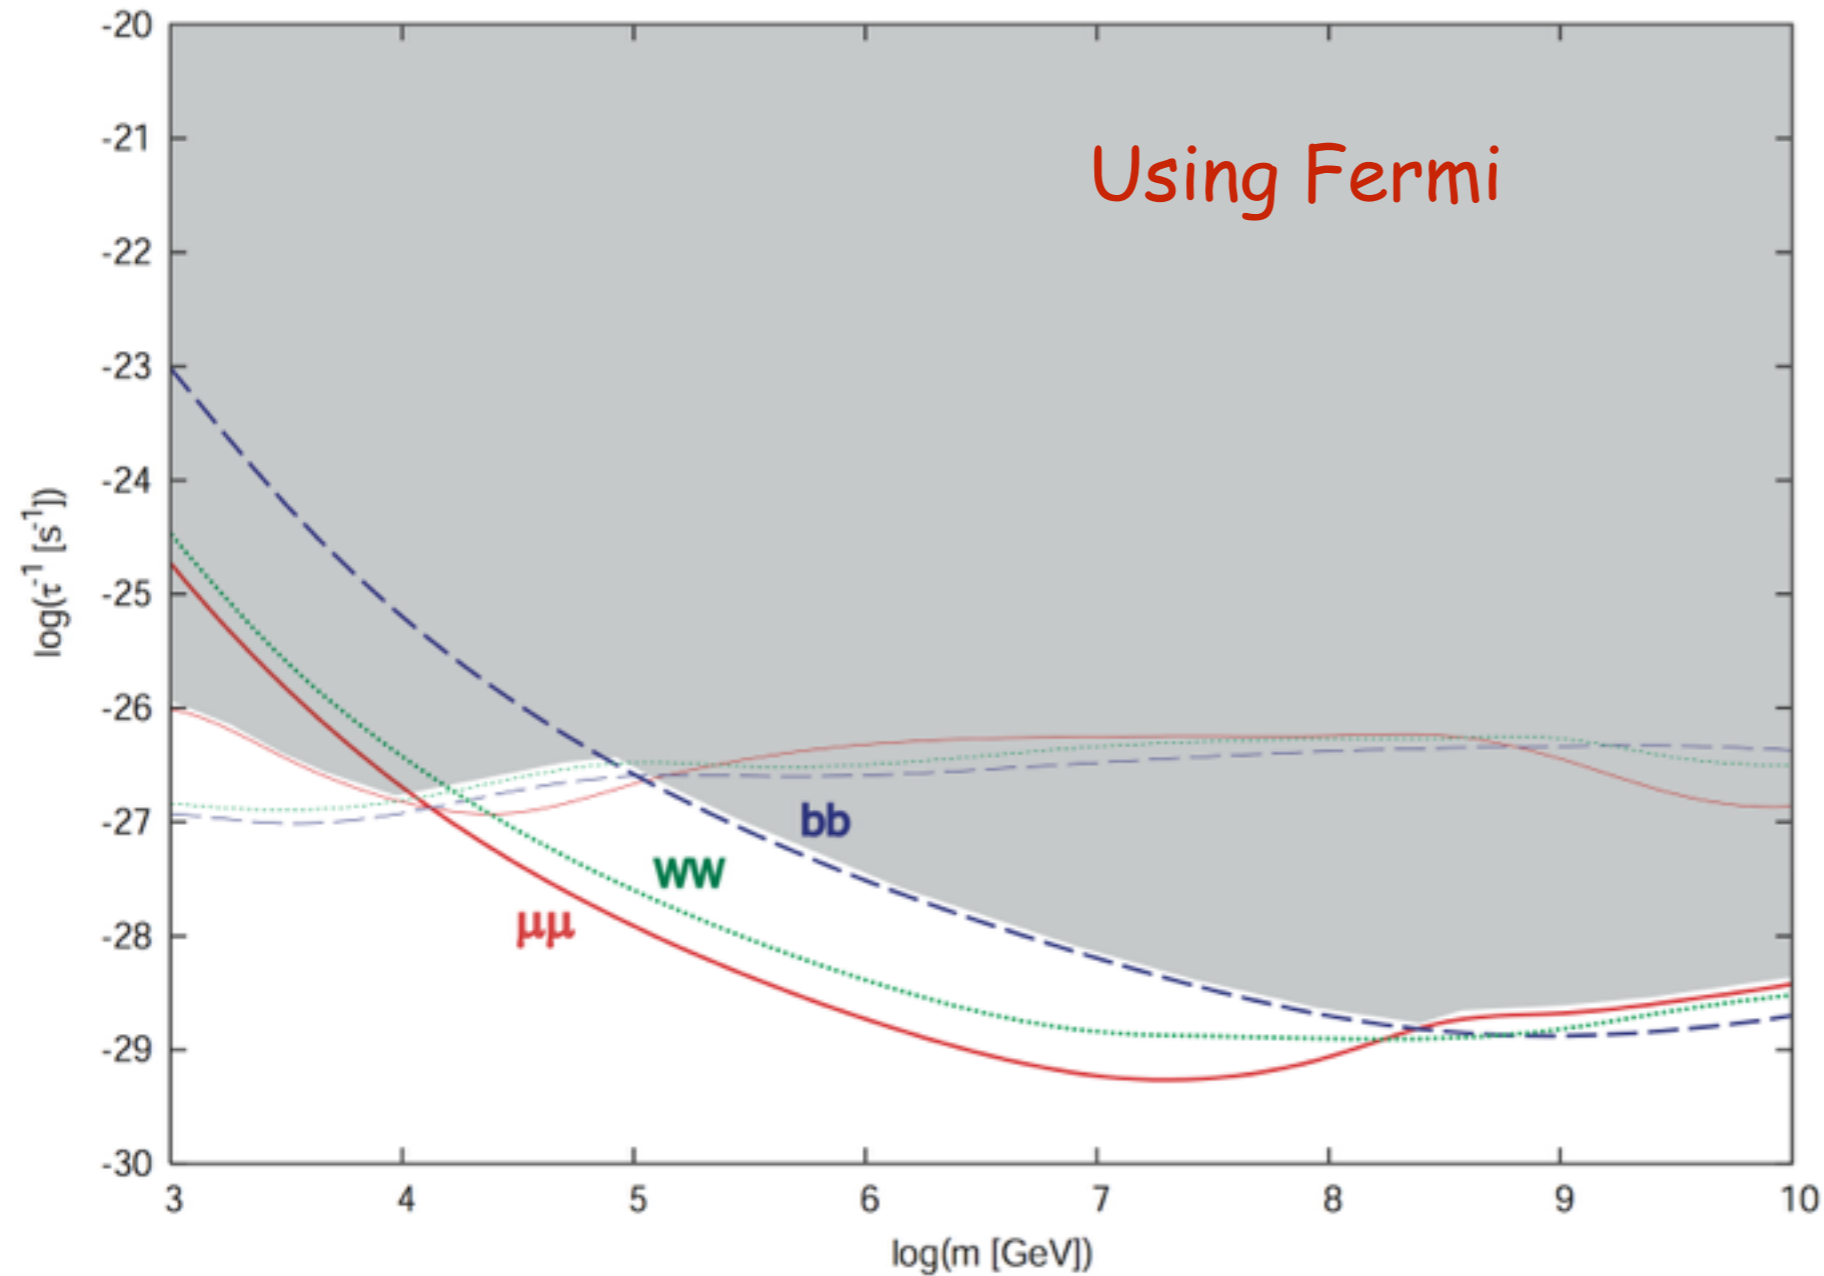 -20
-21
-22
-23
-24
-25
-26
-27
-28
-29
-30
log(τ⁻¹ [s⁻¹])
Using Fermi
bb
WW
μμ
3 4 5 6 7 8 9 10
log(m [GeV])